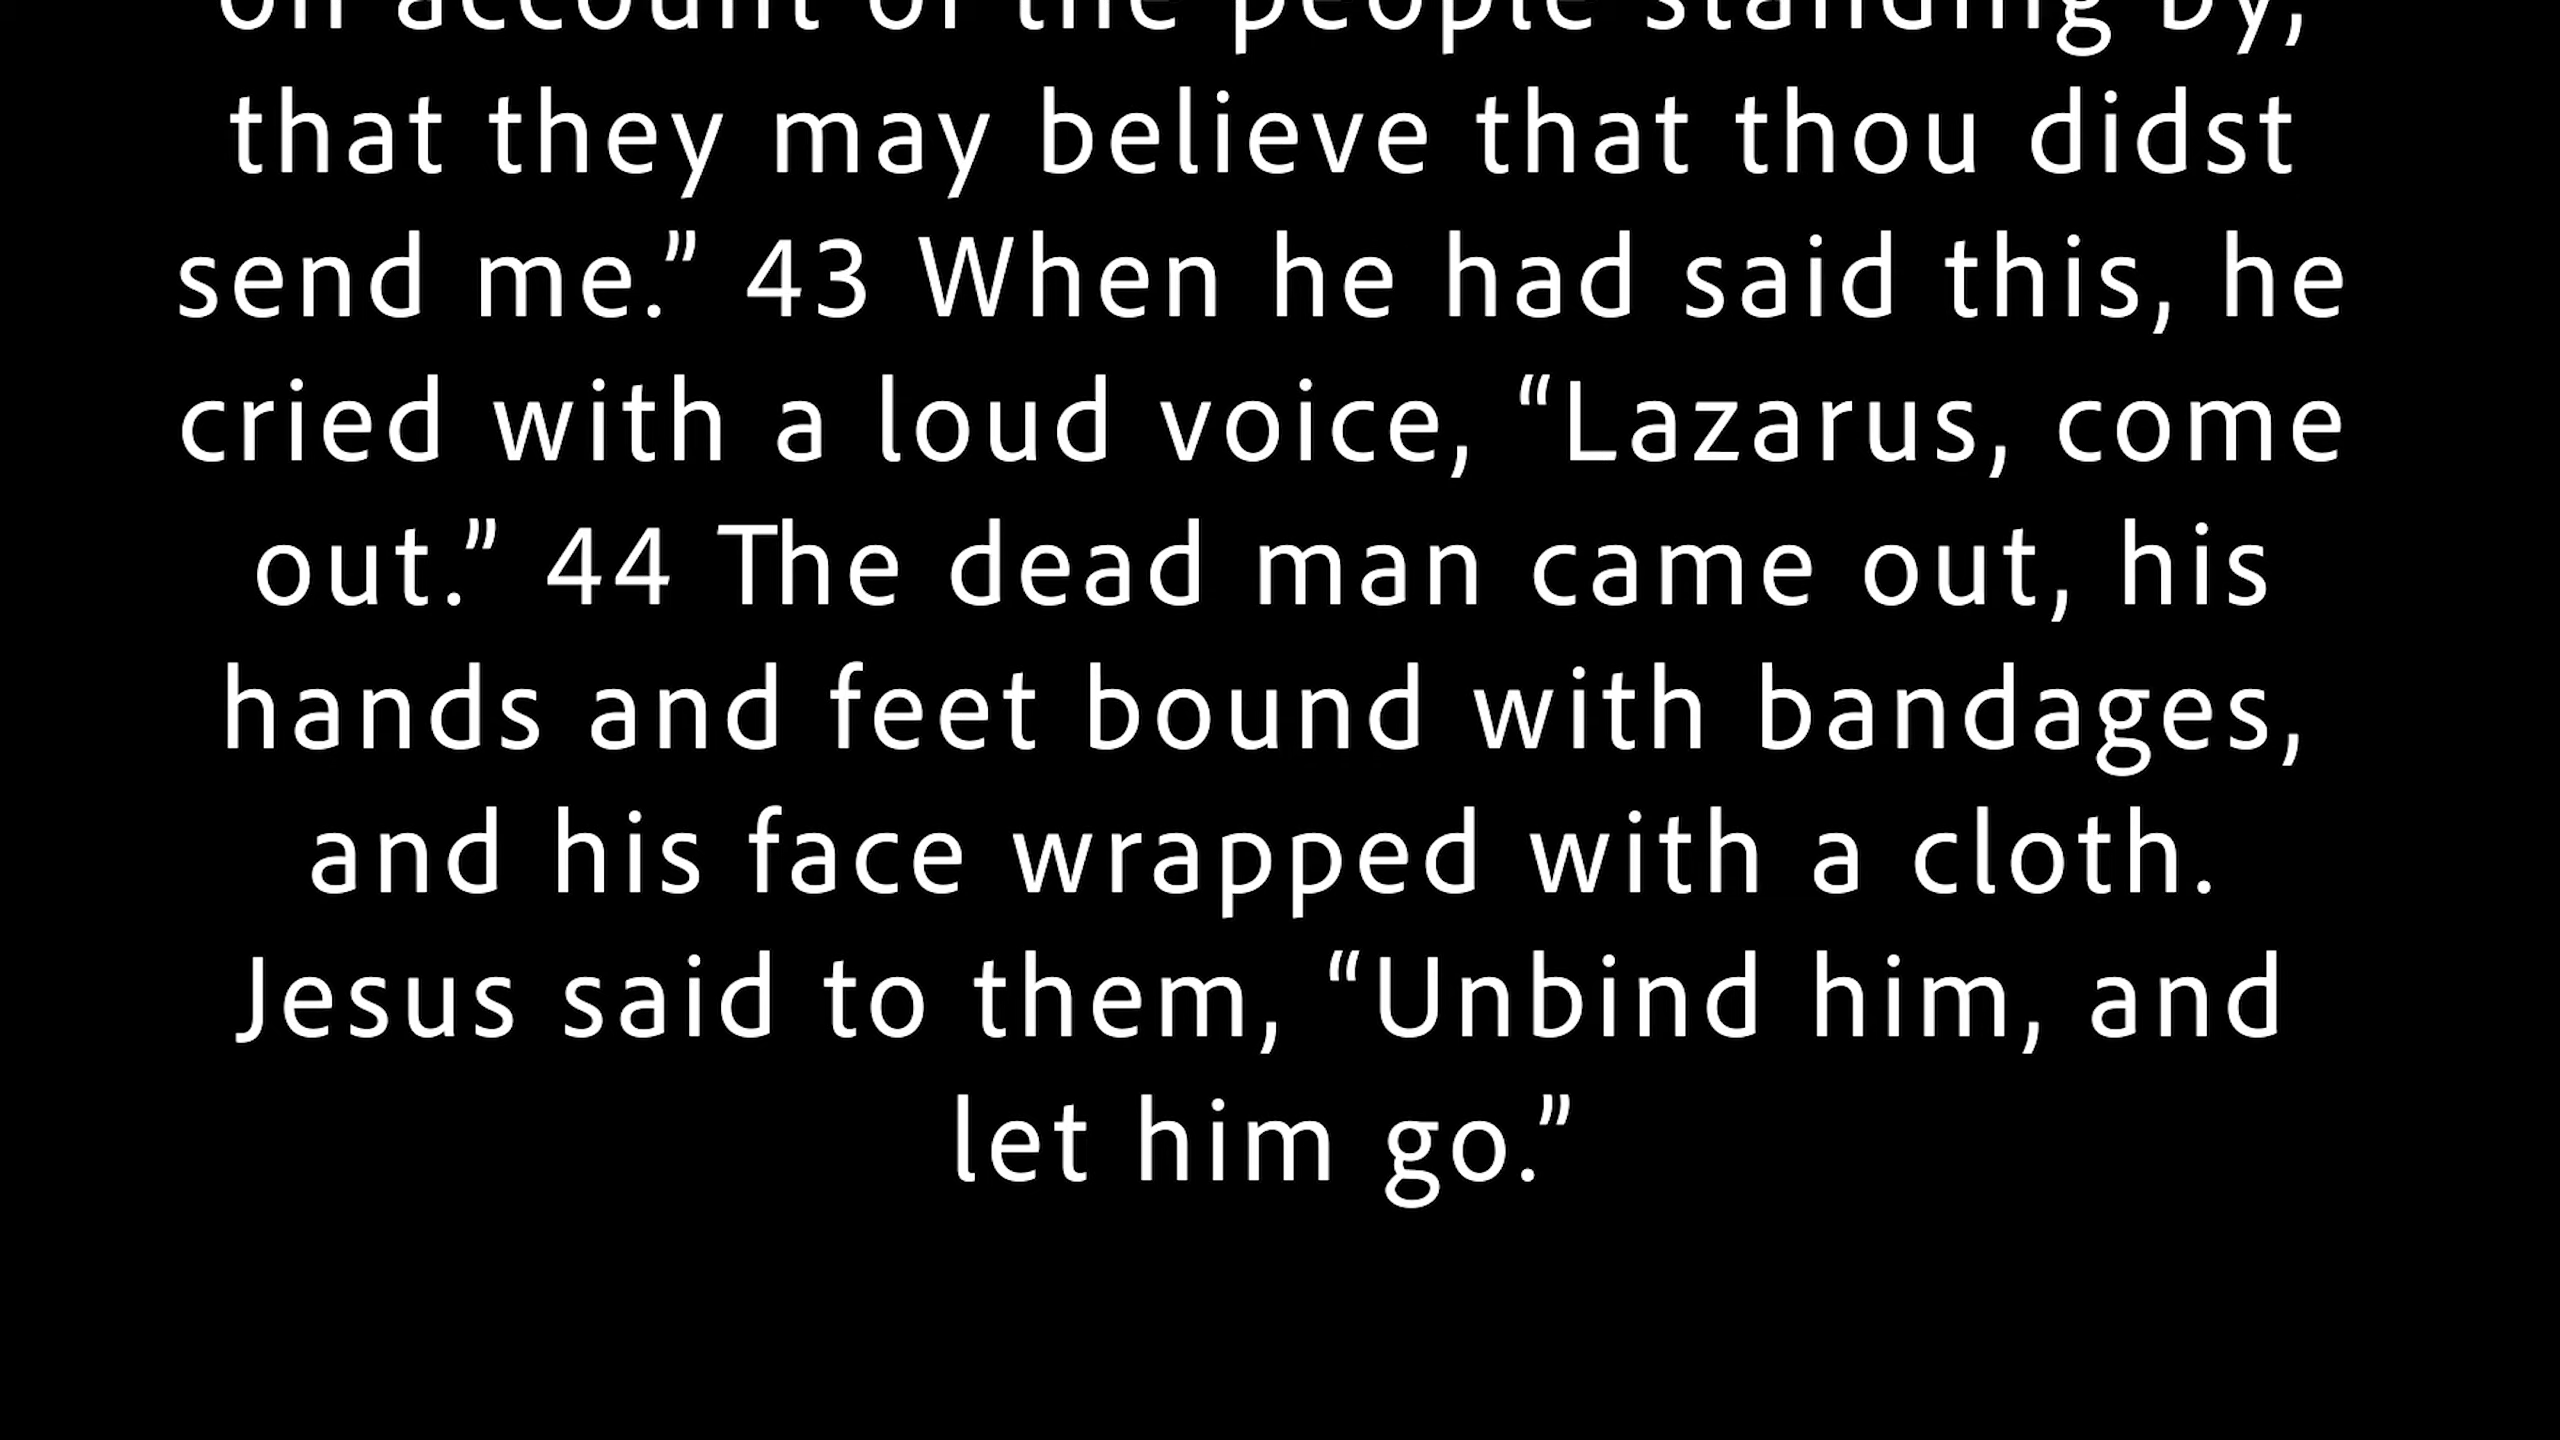 on account of the people standing by,
that they may believe that thou didst
send me.” 43 When he had said this, he
cried with a loud voice, “Lazarus, come
out.” 44 The dead man came out, his
hands and feet bound with bandages,
and his face wrapped with a cloth.
Jesus said to them, “Unbind him, and
let him go.”